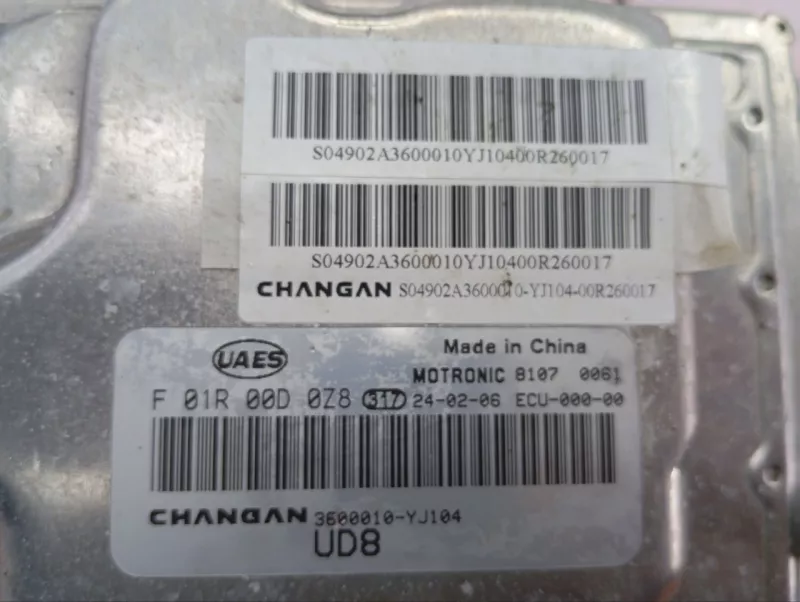 S04902A3600010YJ10400R260017
S04902A3600010YJ10400R260017
CHANGAN S04902A3600010-YJ104-00R260017
UAES
Made in China
MOTRONIC 8107 0061
F 01R 00D 0Z8 317 24-02-06 ECU-000-00
CHANGAN 3600010-YJ104
UD8